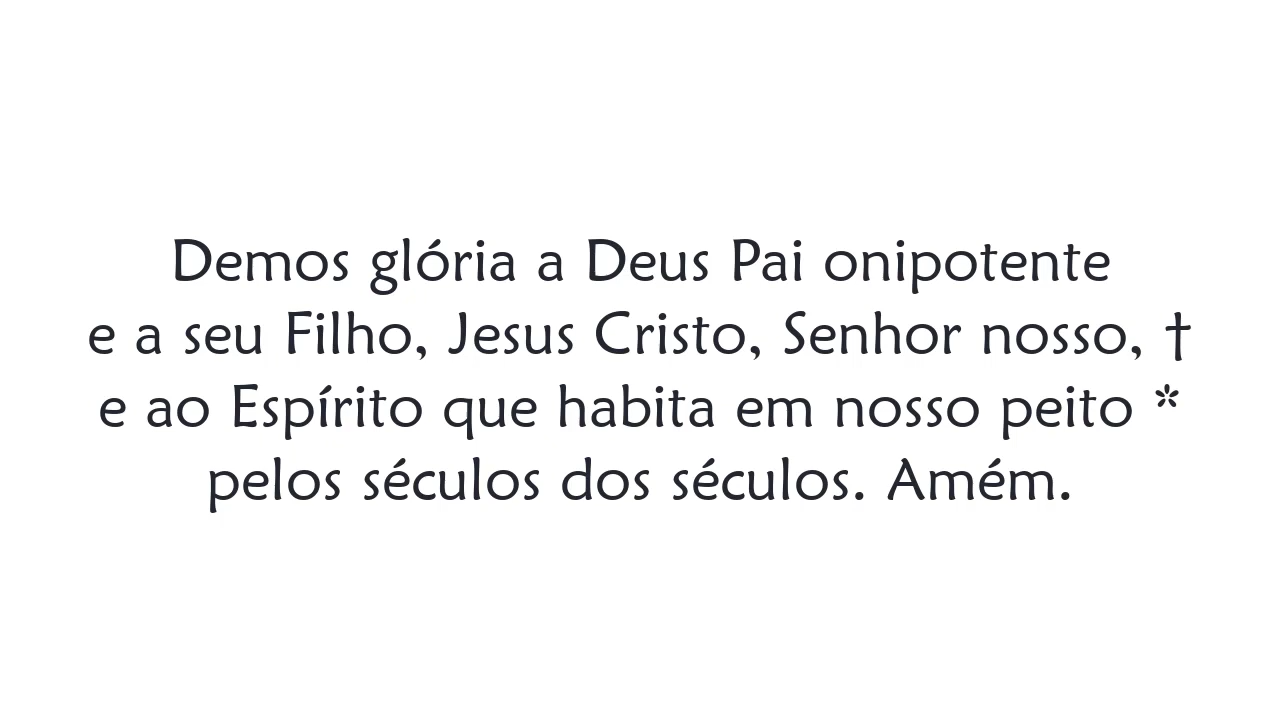 Demos glória a Deus Pai onipotente
e a seu Filho, Jesus Cristo, Senhor nosso, †
e ao Espírito que habita em nosso peito *
pelos séculos dos séculos. Amém.